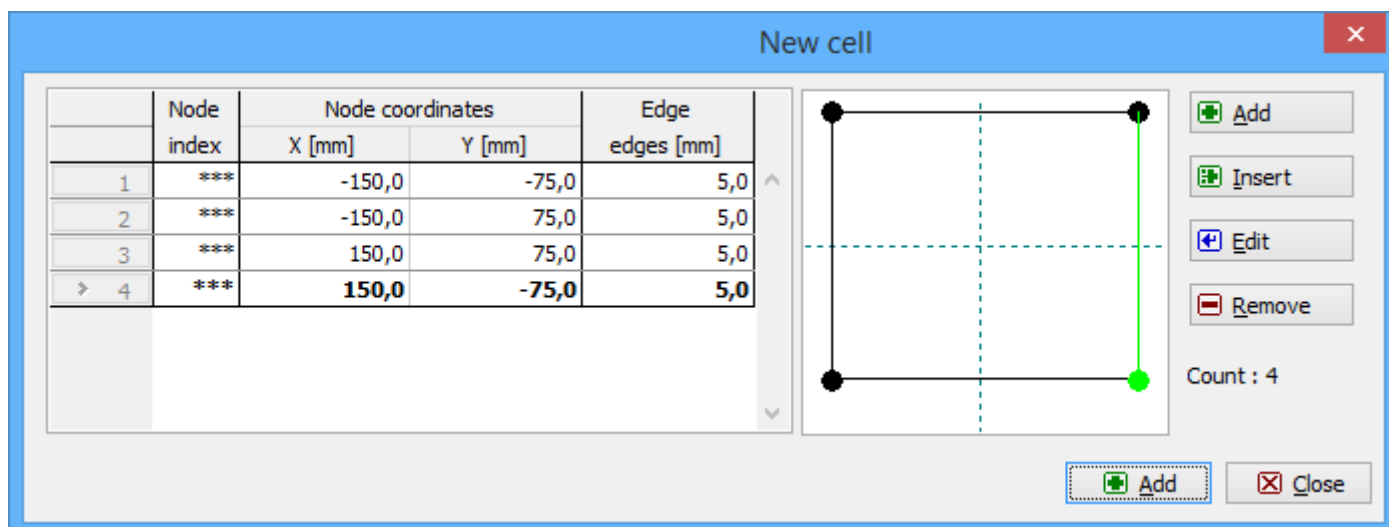 New cell
Node Node coordinates Edge
index X [mm] Y [mm] edges [mm]
1 *** -150,0 -75,0 5,0
2 *** -150,0 75,0 5,0
3 *** 150,0 75,0 5,0
> 4 *** 150,0 -75,0 5,0
Add
Insert
Edit
Remove
Count : 4
Add Close